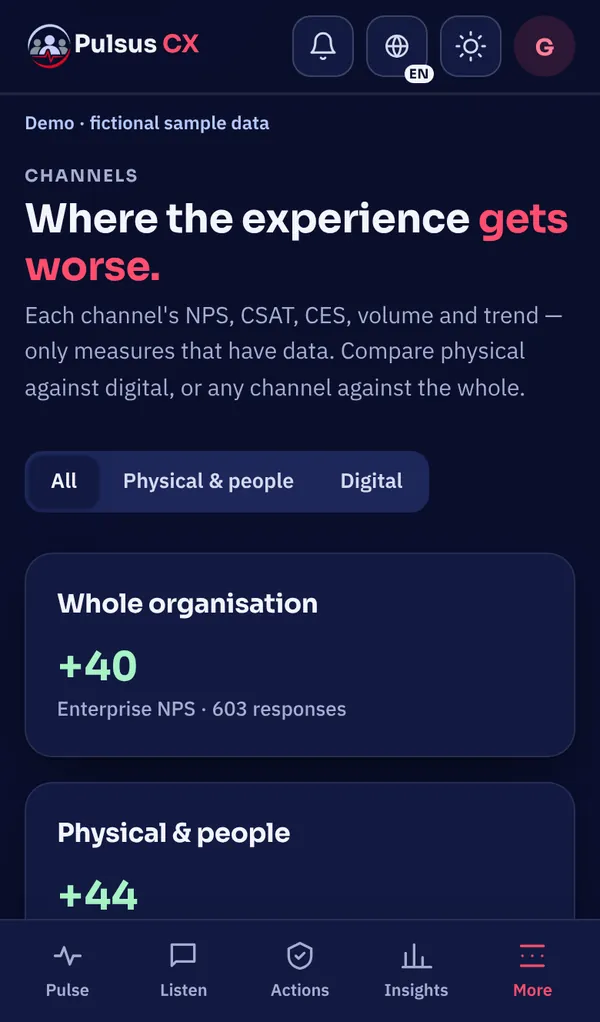 Pulsus CX
EN
G
Demo · fictional sample data
CHANNELS
Where the experience gets
worse.
Each channel's NPS, CSAT, CES, volume and trend —
only measures that have data. Compare physical
against digital, or any channel against the whole.
All
Physical & people
Digital
Whole organisation
+40
Enterprise NPS · 603 responses
Physical & people
+44
Pulse
Listen
Actions
Insights
More